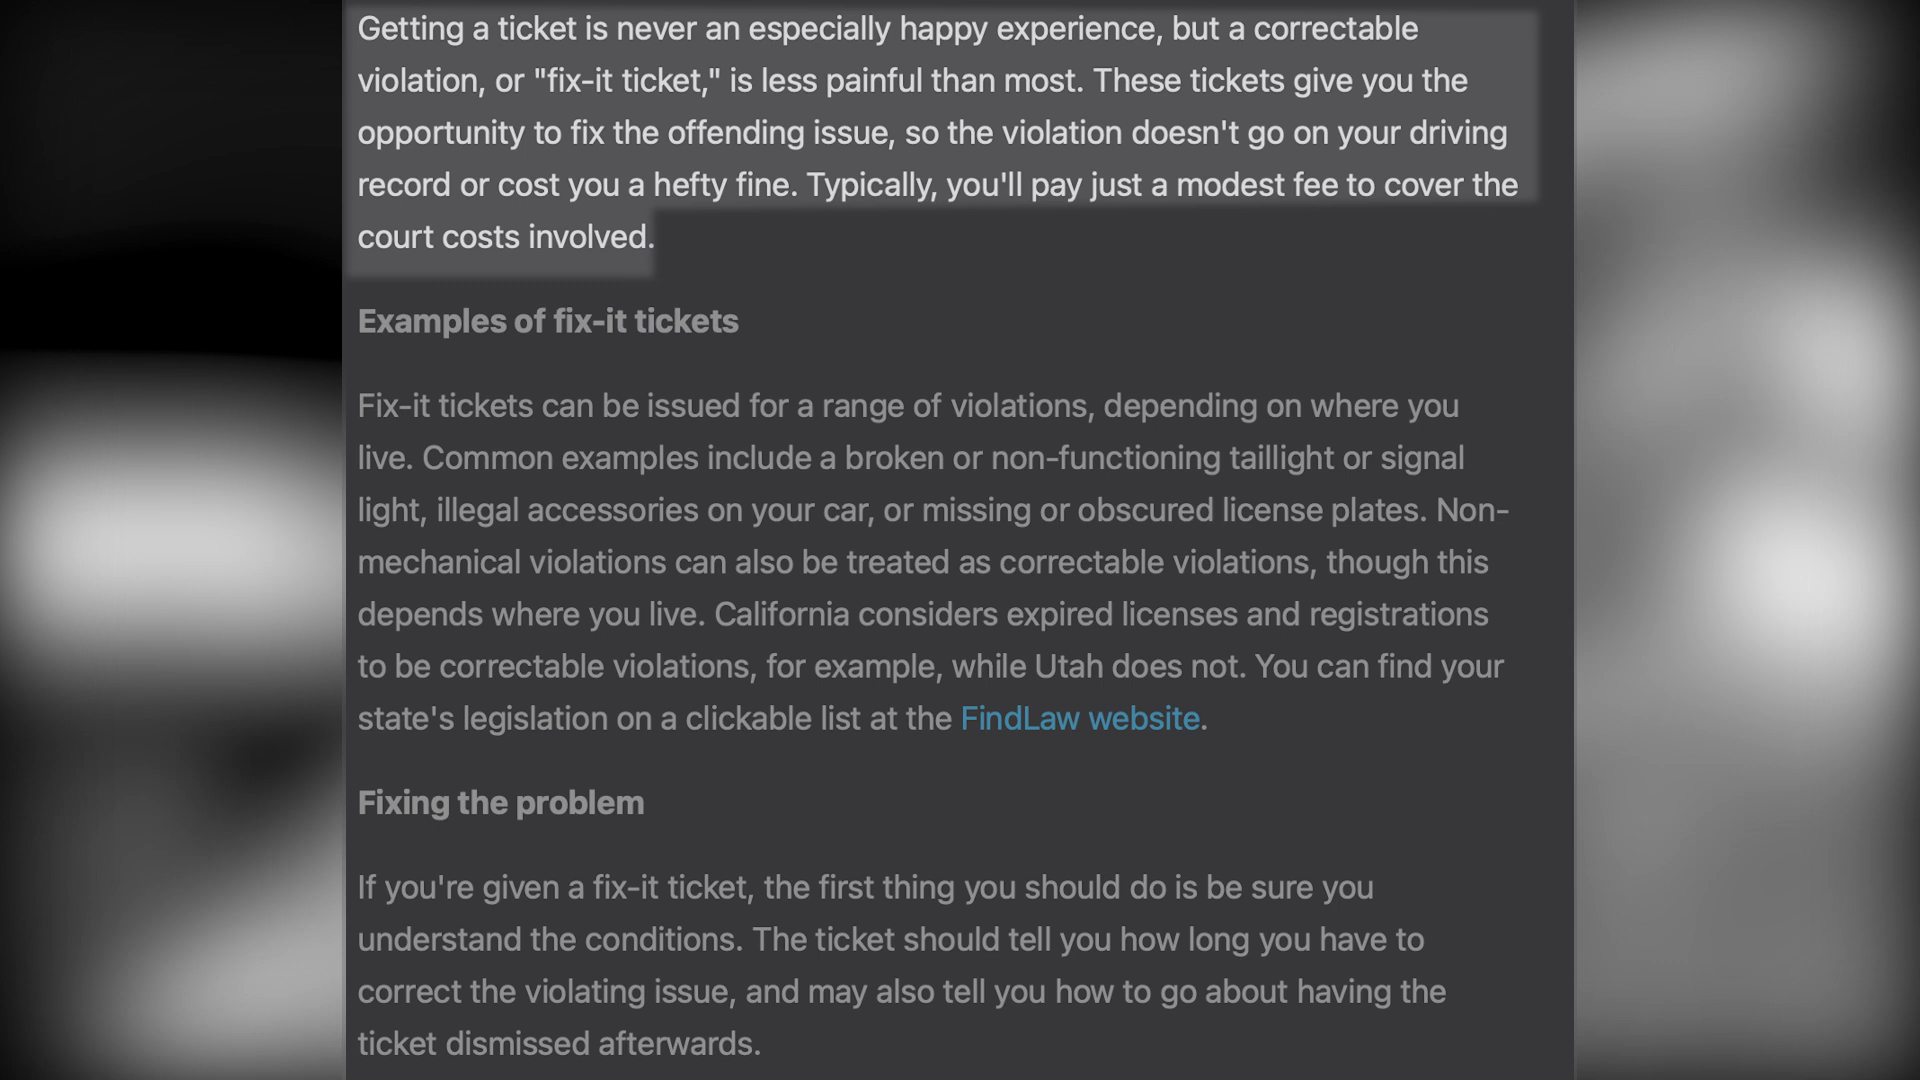 Getting a ticket is never an especially happy experience, but a correctable
violation, or "fix-it ticket," is less painful than most. These tickets give you the
opportunity to fix the offending issue, so the violation doesn't go on your driving
record or cost you a hefty fine. Typically, you'll pay just a modest fee to cover the
court costs involved.
Examples of fix-it tickets
Fix-it tickets can be issued for a range of violations, depending on where you
live. Common examples include a broken or non-functioning taillight or signal
light, illegal accessories on your car, or missing or obscured license plates. Non-
mechanical violations can also be treated as correctable violations, though this
depends where you live. California considers expired licenses and registrations
to be correctable violations, for example, while Utah does not. You can find your
state's legislation on a clickable list at the FindLaw website.
Fixing the problem
If you're given a fix-it ticket, the first thing you should do is be sure you
understand the conditions. The ticket should tell you how long you have to
correct the violating issue, and may also tell you how to go about having the
ticket dismissed afterwards.